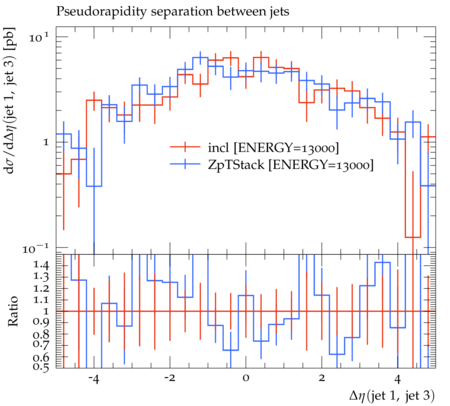 Pseudorapidity separation between jets
dσ/dΔη(jet 1, jet 3) [pb]
10¹
1
10⁻¹
incl [ENERGY=13000]
ZpTStack [ENERGY=13000]
Ratio
1.4
1.3
1.2
1.1
1
0.9
0.8
0.7
0.6
0.5
-4 -2 0 2 4
Δη(jet 1, jet 3)